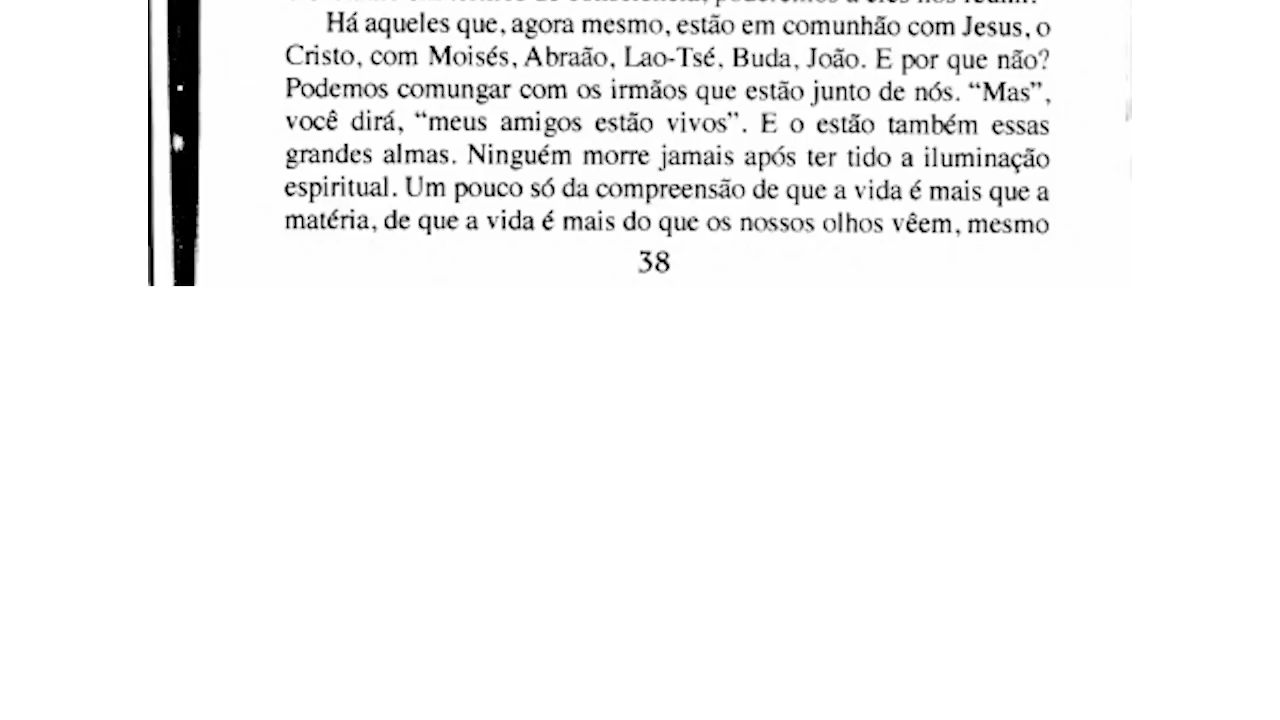 Há aqueles que, agora mesmo, estão em comunhão com Jesus, o
Cristo, com Moisés, Abraão, Lao-Tsé, Buda, João. E por que não?
Podemos comungar com os irmãos que estão junto de nós. “Mas”,
você dirá, “meus amigos estão vivos”. E o estão também essas
grandes almas. Ninguém morre jamais após ter tido a iluminação
espiritual. Um pouco só da compreensão de que a vida é mais que a
matéria, de que a vida é mais do que os nossos olhos vêem, mesmo
38